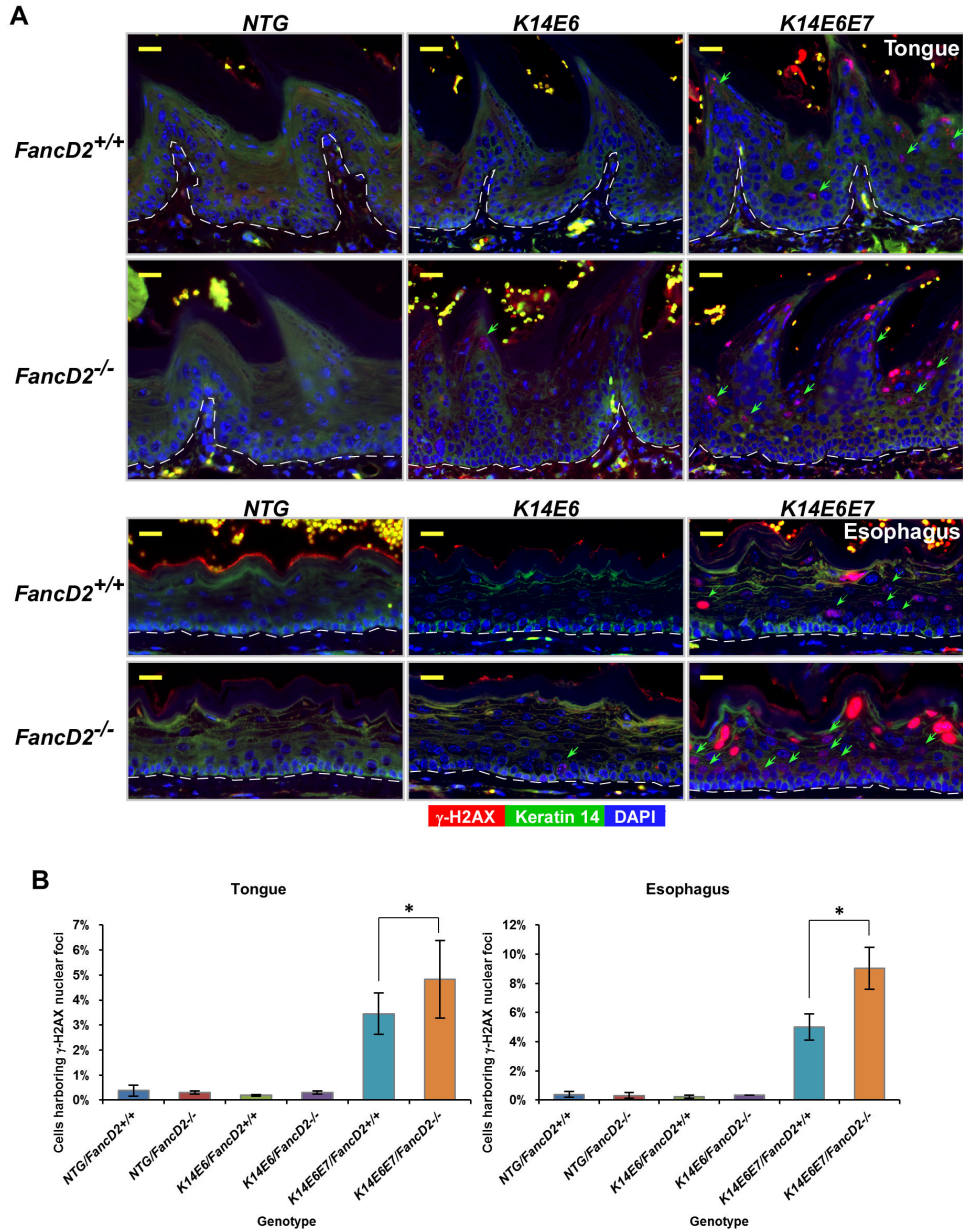 A
NTG K14E6 K14E6E7
Tongue
FancD2+/+
FancD2-/-
NTG K14E6 K14E6E7
Esophagus
FancD2+/+
FancD2-/-
γ-H2AX Keratin 14 DAPI
B
Tongue
Cells harboring γ-H2AX nuclear foci
7%
6%
5%
4%
3%
2%
1%
0%
*
NTG/FancD2+/+
NTG/FancD2-/-
K14E6/FancD2+/+
K14E6/FancD2-/-
K14E6E7/FancD2+/+
K14E6E7/FancD2-/-
Genotype
Esophagus
Cells harboring γ-H2AX nuclear foci
12%
10%
8%
6%
4%
2%
0%
*
NTG/FancD2+/+
NTG/FancD2-/-
K14E6/FancD2+/+
K14E6/FancD2-/-
K14E6E7/FancD2+/+
K14E6E7/FancD2-/-
Genotype